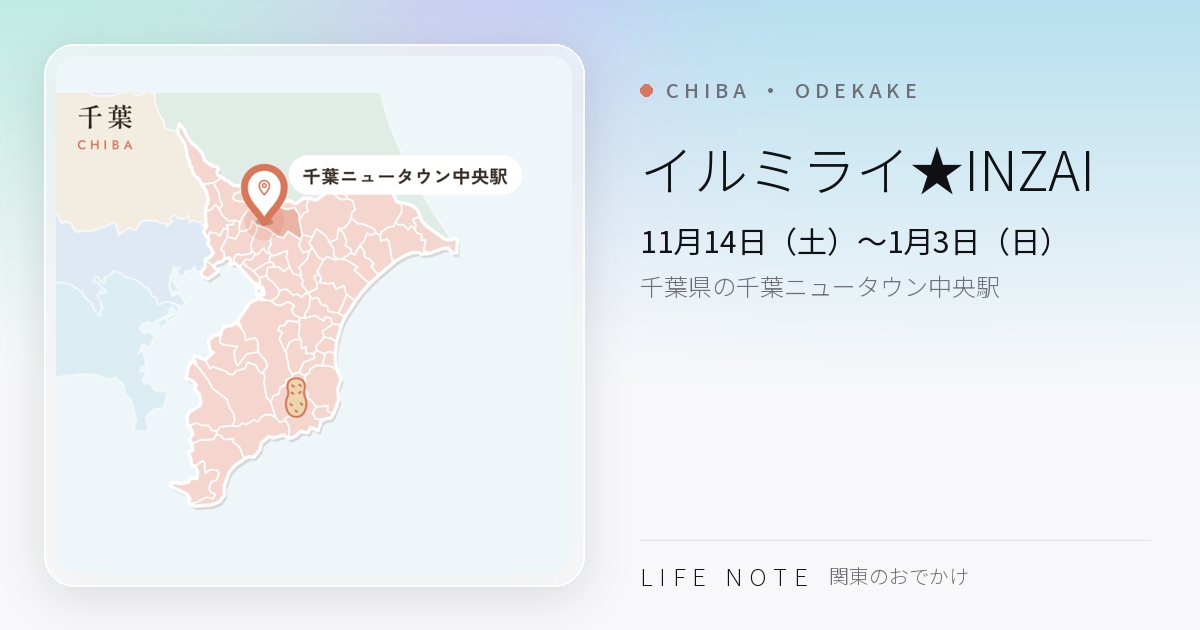 千葉
CHIBA
千葉ニュータウン中央駅
CHIBA • ODEKAKE
イルミライ★INZAI
11月14日（土）〜1月3日（日）
千葉県の千葉ニュータウン中央駅
LIFE NOTE 関東のおでかけ